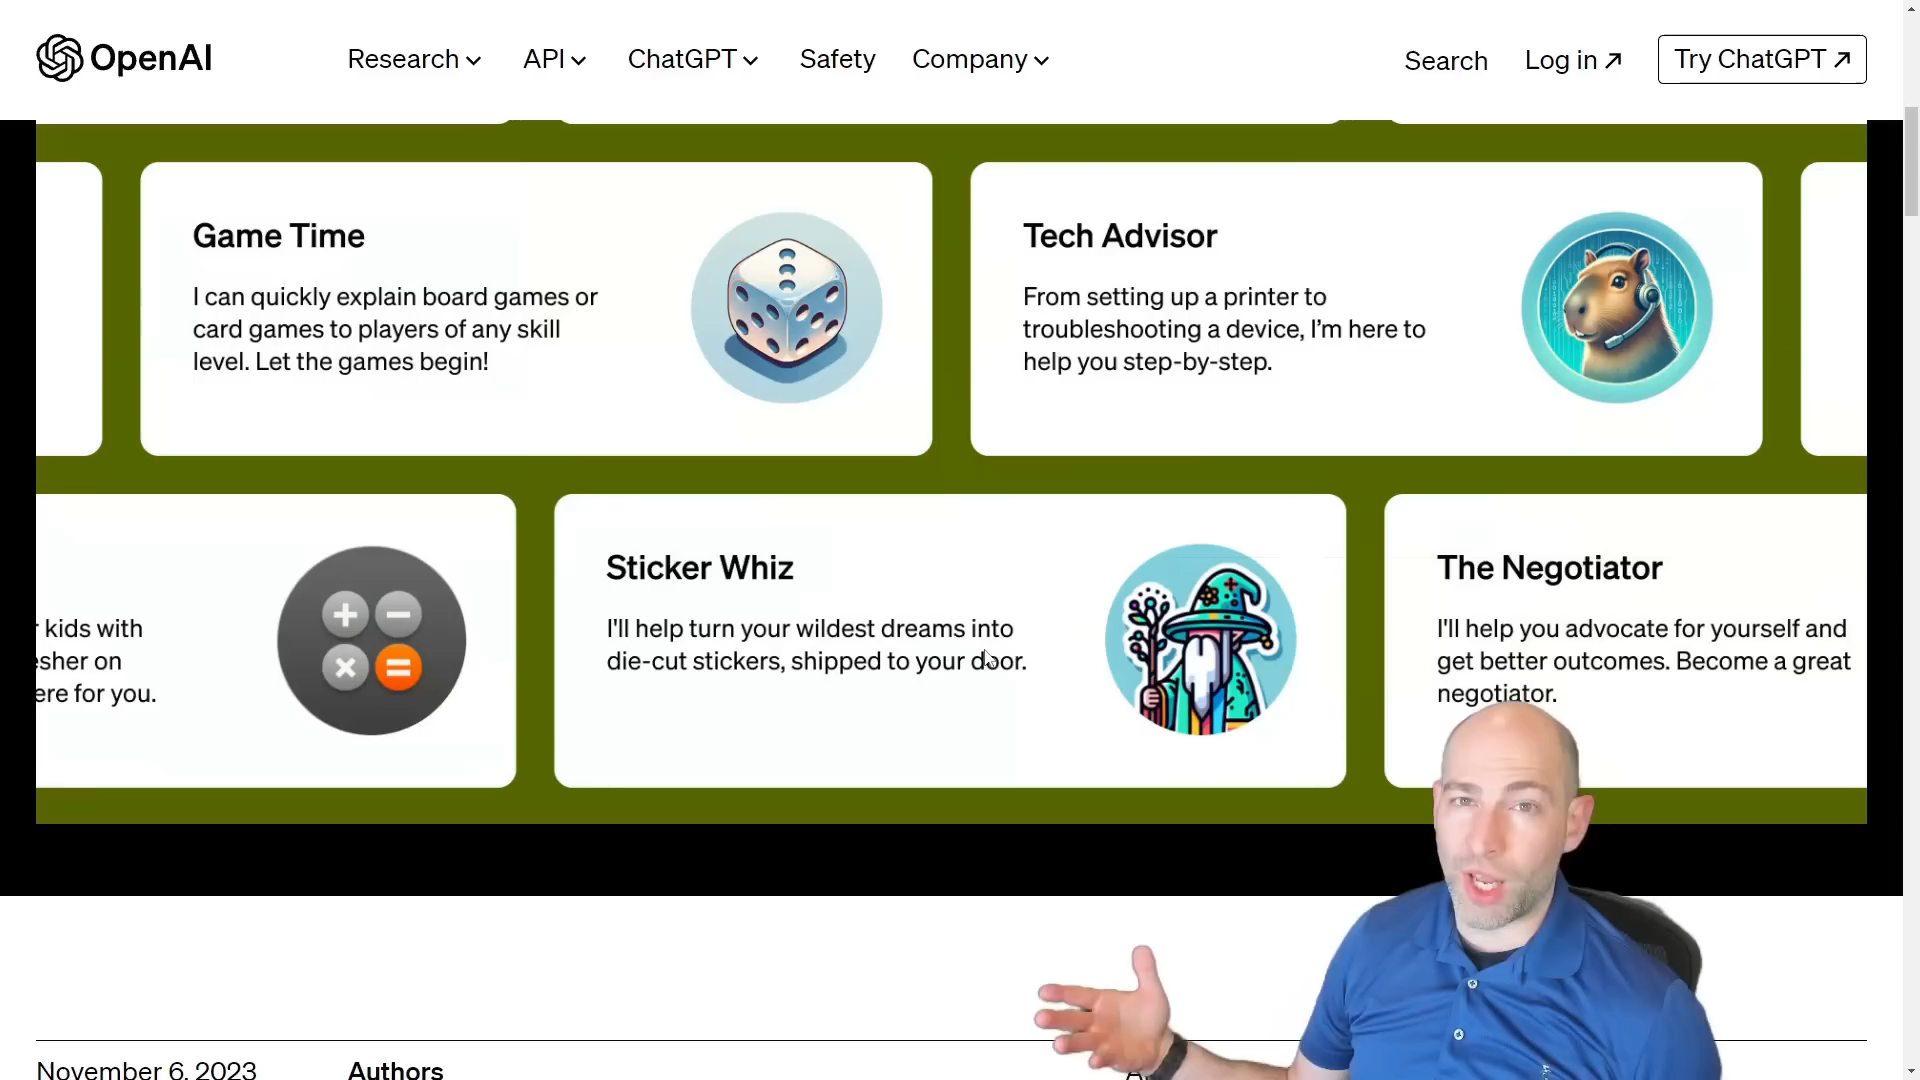 OpenAI
Research
API
ChatGPT
Safety
Company
Search
Log in
Try ChatGPT
Game Time
I can quickly explain board games or
card games to players of any skill
level. Let the games begin!
Tech Advisor
From setting up a printer to
troubleshooting a device, I’m here to
help you step-by-step.
kids with
esher on
ere for you.
Sticker Whiz
I'll help turn your wildest dreams into
die-cut stickers, shipped to your door.
The Negotiator
I'll help you advocate for yourself and
get better outcomes. Become a great
negotiator.
November 6, 2023
Authors